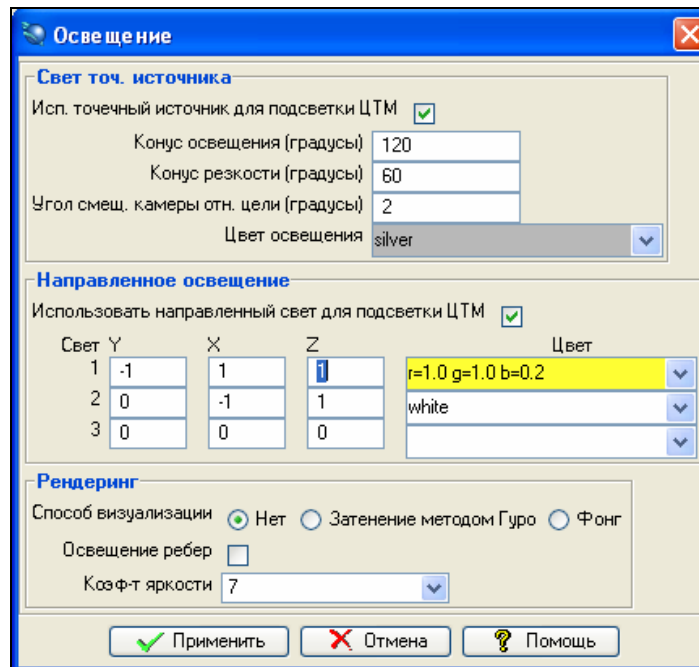 Освещение
Свет точ. источника
Исп. точечный источник для подсветки ЦТМ
Конус освещения (градусы) 120
Конус резкости (градусы) 60
Угол смещ. камеры отн. цели (градусы) 2
Цвет освещения silver
Направленное освещение
Использовать направленный свет для подсветки ЦТМ
Свет Y X Z Цвет
1 -1 1 1 r=1.0 g=1.0 b=0.2
2 0 -1 1 white
3 0 0 0
Рендеринг
Способ визуализации Нет Затенение методом Гуро Фонг
Освещение ребер
Коэф-т яркости 7
Применить Отмена Помощь